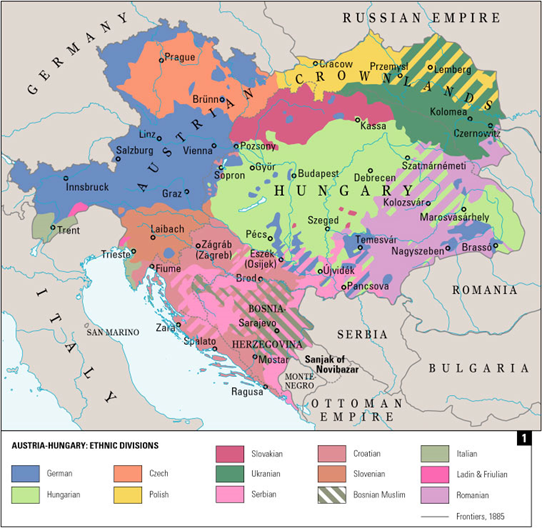 GERMANY
RUSSIAN EMPIRE
Prague
Cracow
Przemysl
Lemberg
CROWNLANDS
Brünn
AUSTRIAN
Kolomea
Linz
Kassa
Czernowitz
Salzburg
Vienna
Pozsony
Szatmárnémeti
Sopron
Györ
Budapest
Debrecen
Innsbruck
Graz
HUNGARY
Kolozsvár
Marosvásárhely
Trent
Laibach
Pécs
Szeged
Temesvár
Zágráb
(Zagreb)
Trieste
Eszék
(Osijek)
Nagyszeben
Brassó
Fiume
Újvidék
Brod
Pancsova
ROMANIA
ITALY
BOSNIA-
SAN MARINO
Zara
Sarajevo
SERBIA
Spalato
HERZEGOVINA
Sanjak of
Novibazar
Mostar
BULGARIA
MONTE
NEGRO
Ragusa
OTTOMAN
EMPIRE
1
AUSTRIA-HUNGARY: ETHNIC DIVISIONS
German
Hungarian
Czech
Polish
Slovakian
Ukranian
Serbian
Croatian
Slovenian
Bosnian Muslim
Italian
Ladin & Friulian
Romanian
Frontiers, 1885